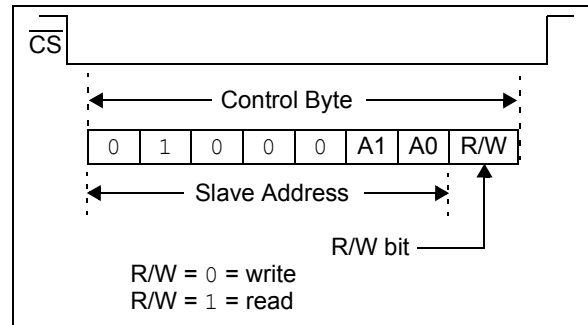 CS
Control Byte
0 1 0 0 0 A1 A0 R/W
Slave Address
R/W bit
R/W = 0 = write
R/W = 1 = read